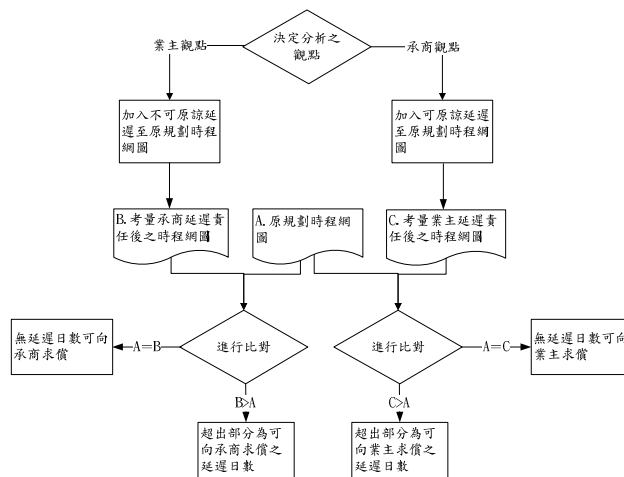 決定分析之
觀點
業主觀點
承商觀點
加入不可原諒延
遲至原規劃時程
網圖
加入可原諒延遲
至原規劃時程網
圖
B.考量承商延遲責
任後之時程網圖
A.原規劃時程網
圖
C.考量業主延遲責
任後之時程網圖
無延遲日數可向
承商求償
A=B
進行比對
進行比對
A=C
無延遲日數可向
業主求償
B>A
C>A
超出部分為可
向承商求償之
延遲日數
超出部分為可
向業主求償之
延遲日數